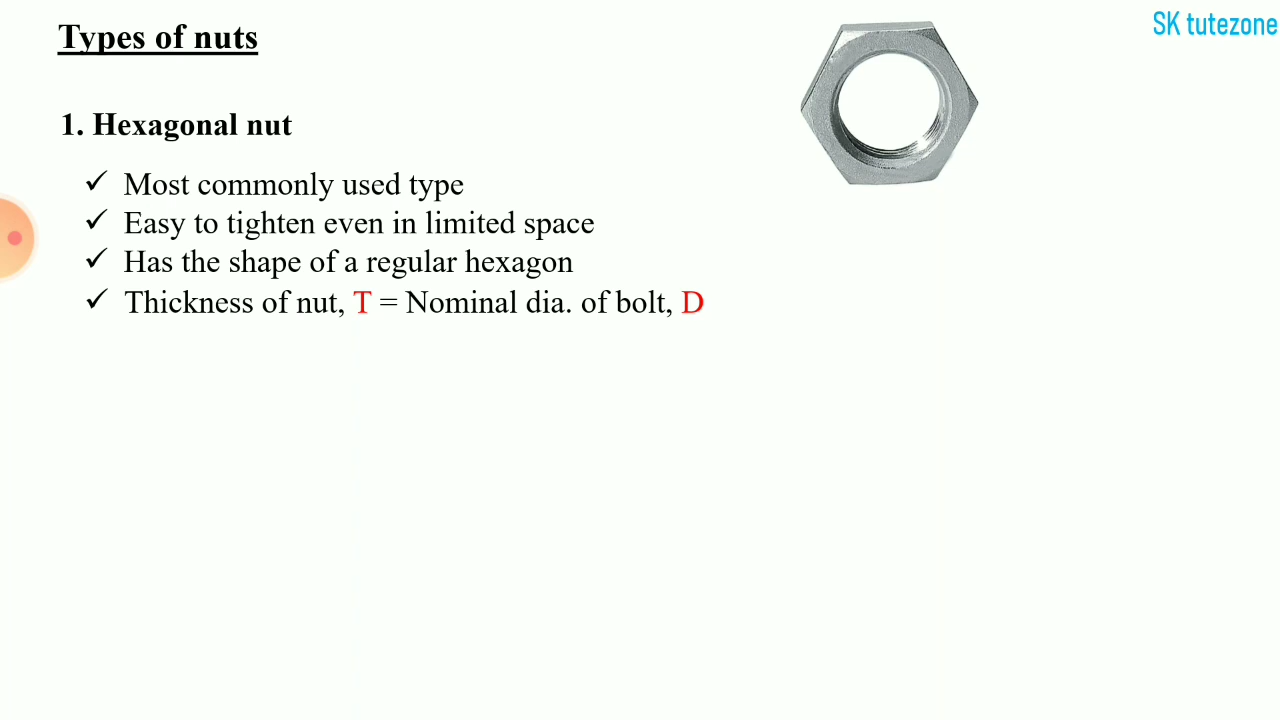 Types of nuts
SK tutezone
1. Hexagonal nut
✓ Most commonly used type
✓ Easy to tighten even in limited space
✓ Has the shape of a regular hexagon
✓ Thickness of nut, T = Nominal dia. of bolt, D